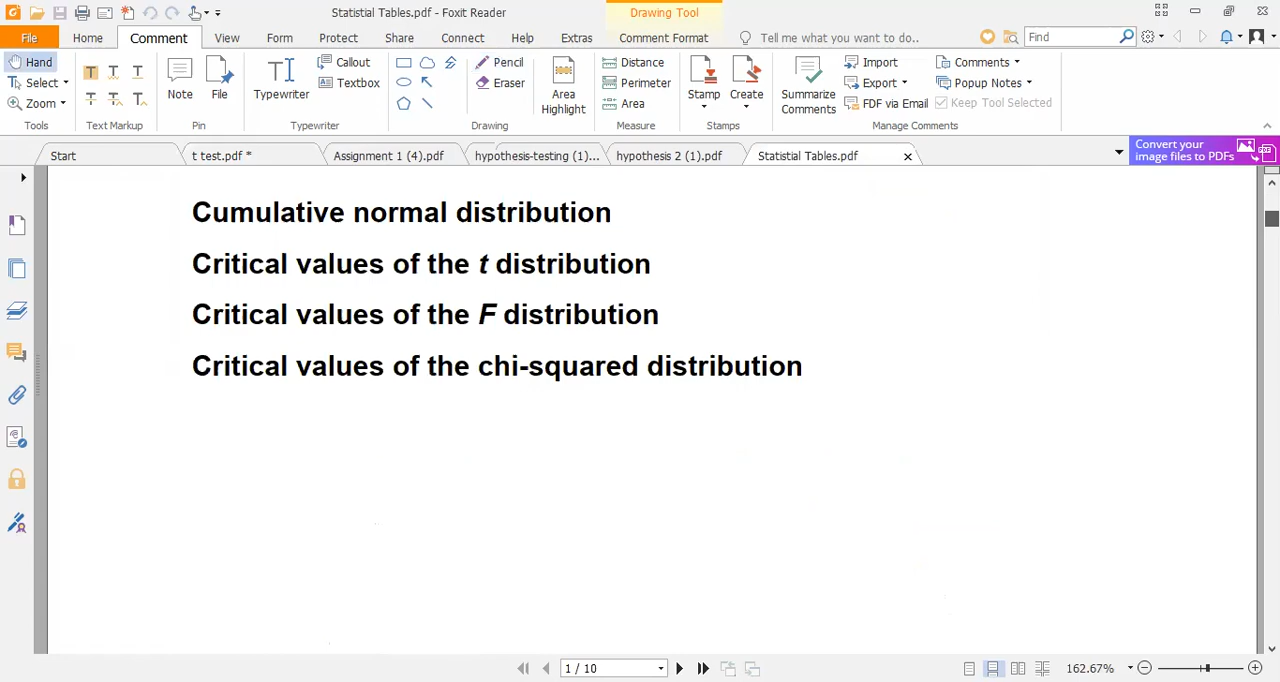 Statistial Tables.pdf - Foxit Reader
Drawing Tool
File Home Comment View Form Protect Share Connect Help Extras Comment Format Tell me what you want to do.. Find
Hand
Select
Zoom
Tools
Text Markup
Note
File
Pin
Typewriter
Callout
Textbox
Typewriter
Pencil
Eraser
Drawing
Area
Highlight
Distance
Perimeter
Area
Measure
Stamp
Create
Stamps
Summarize
Comments
Import
Export
FDF via Email
Comments
Popup Notes
Keep Tool Selected
Manage Comments
Start
t test.pdf *
Assignment 1 (4).pdf
hypothesis-testing (1)...
hypothesis 2 (1).pdf
Statistial Tables.pdf
Convert your
image files to PDFs
Cumulative normal distribution
Critical values of the t distribution
Critical values of the F distribution
Critical values of the chi-squared distribution
1 / 10
162.67%